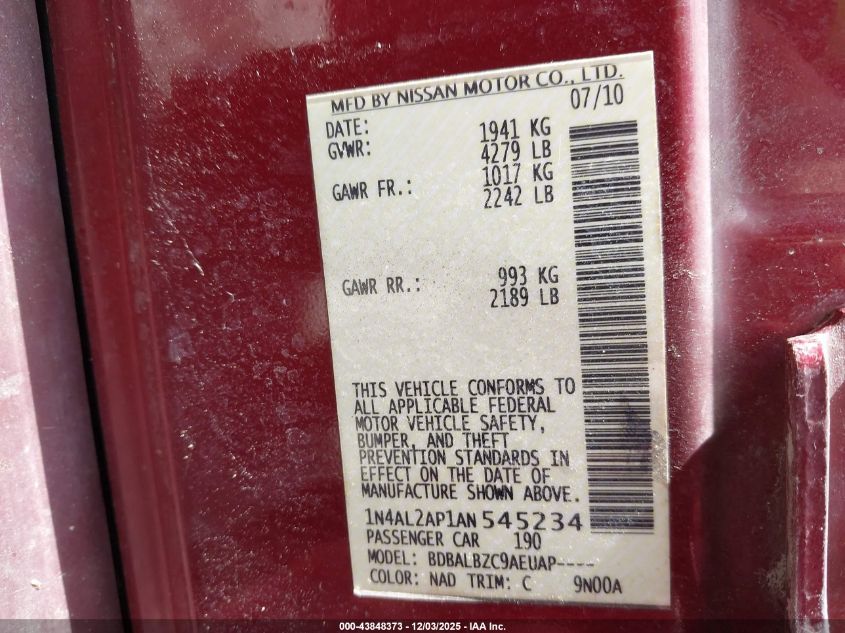 MFD BY NISSAN MOTOR CO., LTD.
DATE: 07/10
GVWR: 1941 KG
4279 LB
GAWR FR.: 1017 KG
2242 LB
GAWR RR.: 993 KG
2189 LB
THIS VEHICLE CONFORMS TO
ALL APPLICABLE FEDERAL
MOTOR VEHICLE SAFETY,
BUMPER, AND THEFT
PREVENTION STANDARDS IN
EFFECT ON THE DATE OF
MANUFACTURE SHOWN ABOVE.
1N4AL2AP1AN545234
PASSENGER CAR 190
MODEL: BDBALBZC9AEUAP----
COLOR: NAD TRIM: C 9N00A
000-43848373 - 12/03/2025 - IAA Inc.